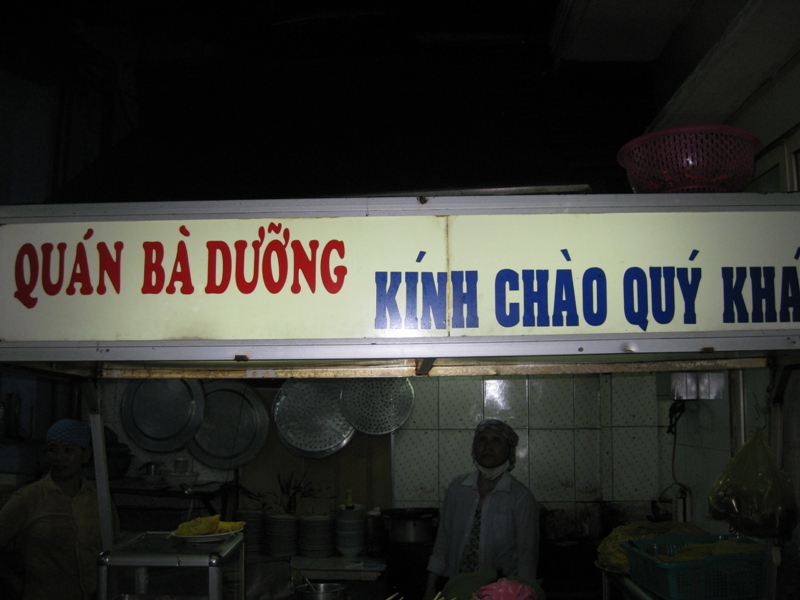 QUÁN BÀ DƯỠNG
KÍNH CHÀO QUÝ KHÁ